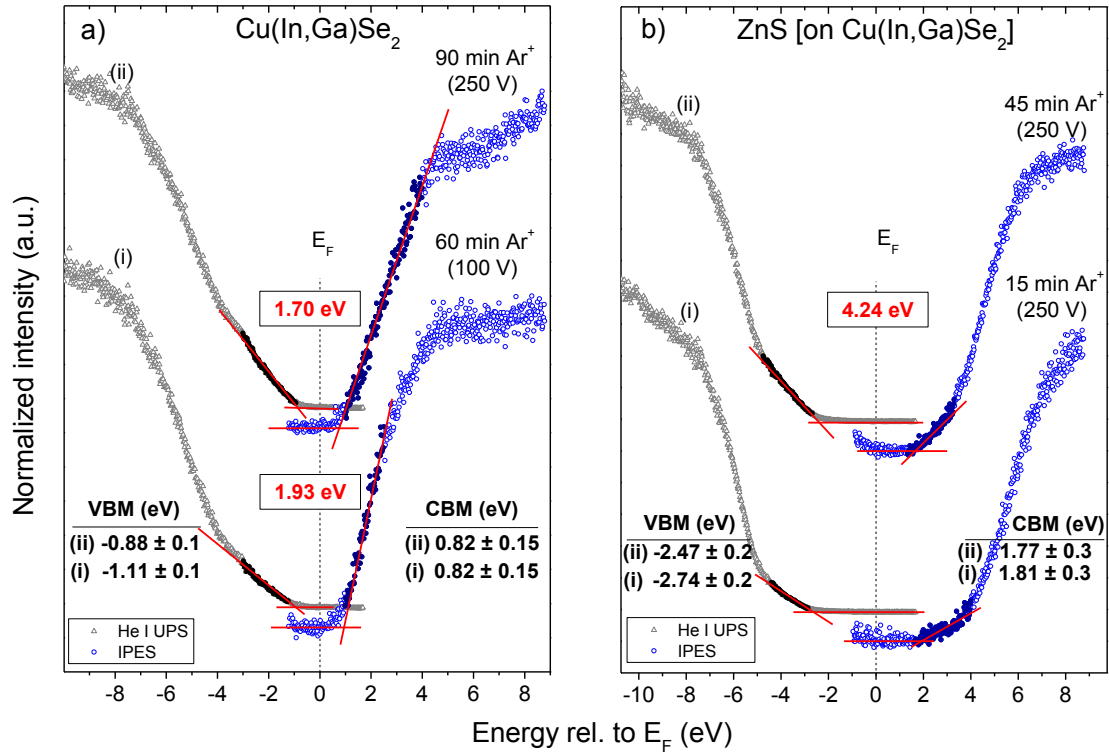 a) Cu(In,Ga)Se2
(ii)
90 min Ar+
(250 V)
(i)
EF
60 min Ar+
(100 V)
1.70 eV
1.93 eV
VBM (eV)
(ii) -0.88 ± 0.1
(i) -1.11 ± 0.1
CBM (eV)
(ii) 0.82 ± 0.15
(i) 0.82 ± 0.15
He I UPS
IPES
-8 -6 -4 -2 0 2 4 6 8
b) ZnS [on Cu(In,Ga)Se2]
(ii)
45 min Ar+
(250 V)
(i)
EF
15 min Ar+
(250 V)
4.24 eV
VBM (eV)
(ii) -2.47 ± 0.2
(i) -2.74 ± 0.2
CBM (eV)
(ii) 1.77 ± 0.3
(i) 1.81 ± 0.3
He I UPS
IPES
-10 -8 -6 -4 -2 0 2 4 6 8
Normalized intensity (a.u.)
Energy rel. to EF (eV)